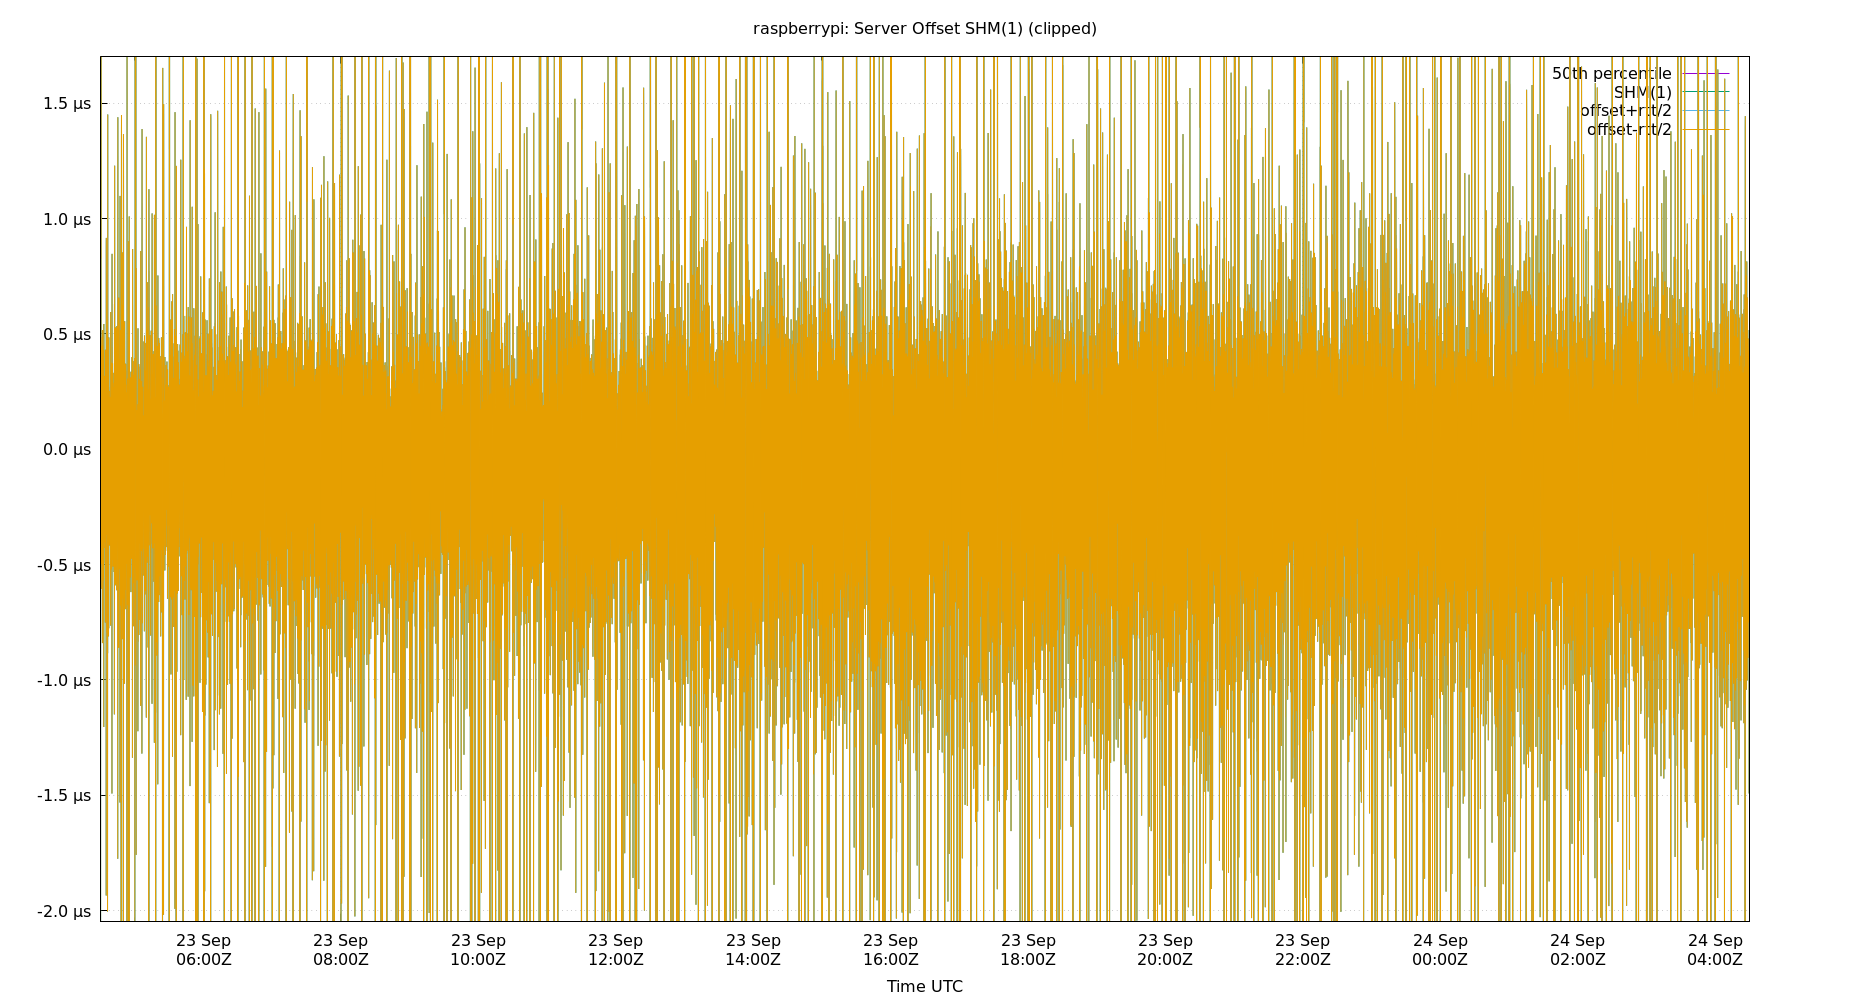 raspberrypi: Server Offset SHM(1) (clipped)
50th percentile
SHM(1)
offset+rtt/2
offset-rtt/2
1.5 µs
1.0 µs
0.5 µs
0.0 µs
-0.5 µs
-1.0 µs
-1.5 µs
-2.0 µs
23 Sep 23 Sep 23 Sep 23 Sep 23 Sep 23 Sep 23 Sep 23 Sep 23 Sep 24 Sep 24 Sep 24 Sep
06:00Z 08:00Z 10:00Z 12:00Z 14:00Z 16:00Z 18:00Z 20:00Z 22:00Z 00:00Z 02:00Z 04:00Z
Time UTC